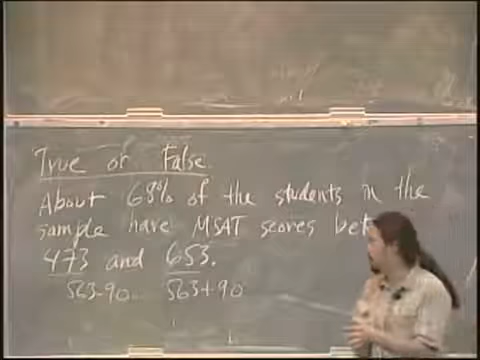 True or False.
About 68% of the students in the
sample have MSAT scores bet
473 and 653.
563-90 563+90